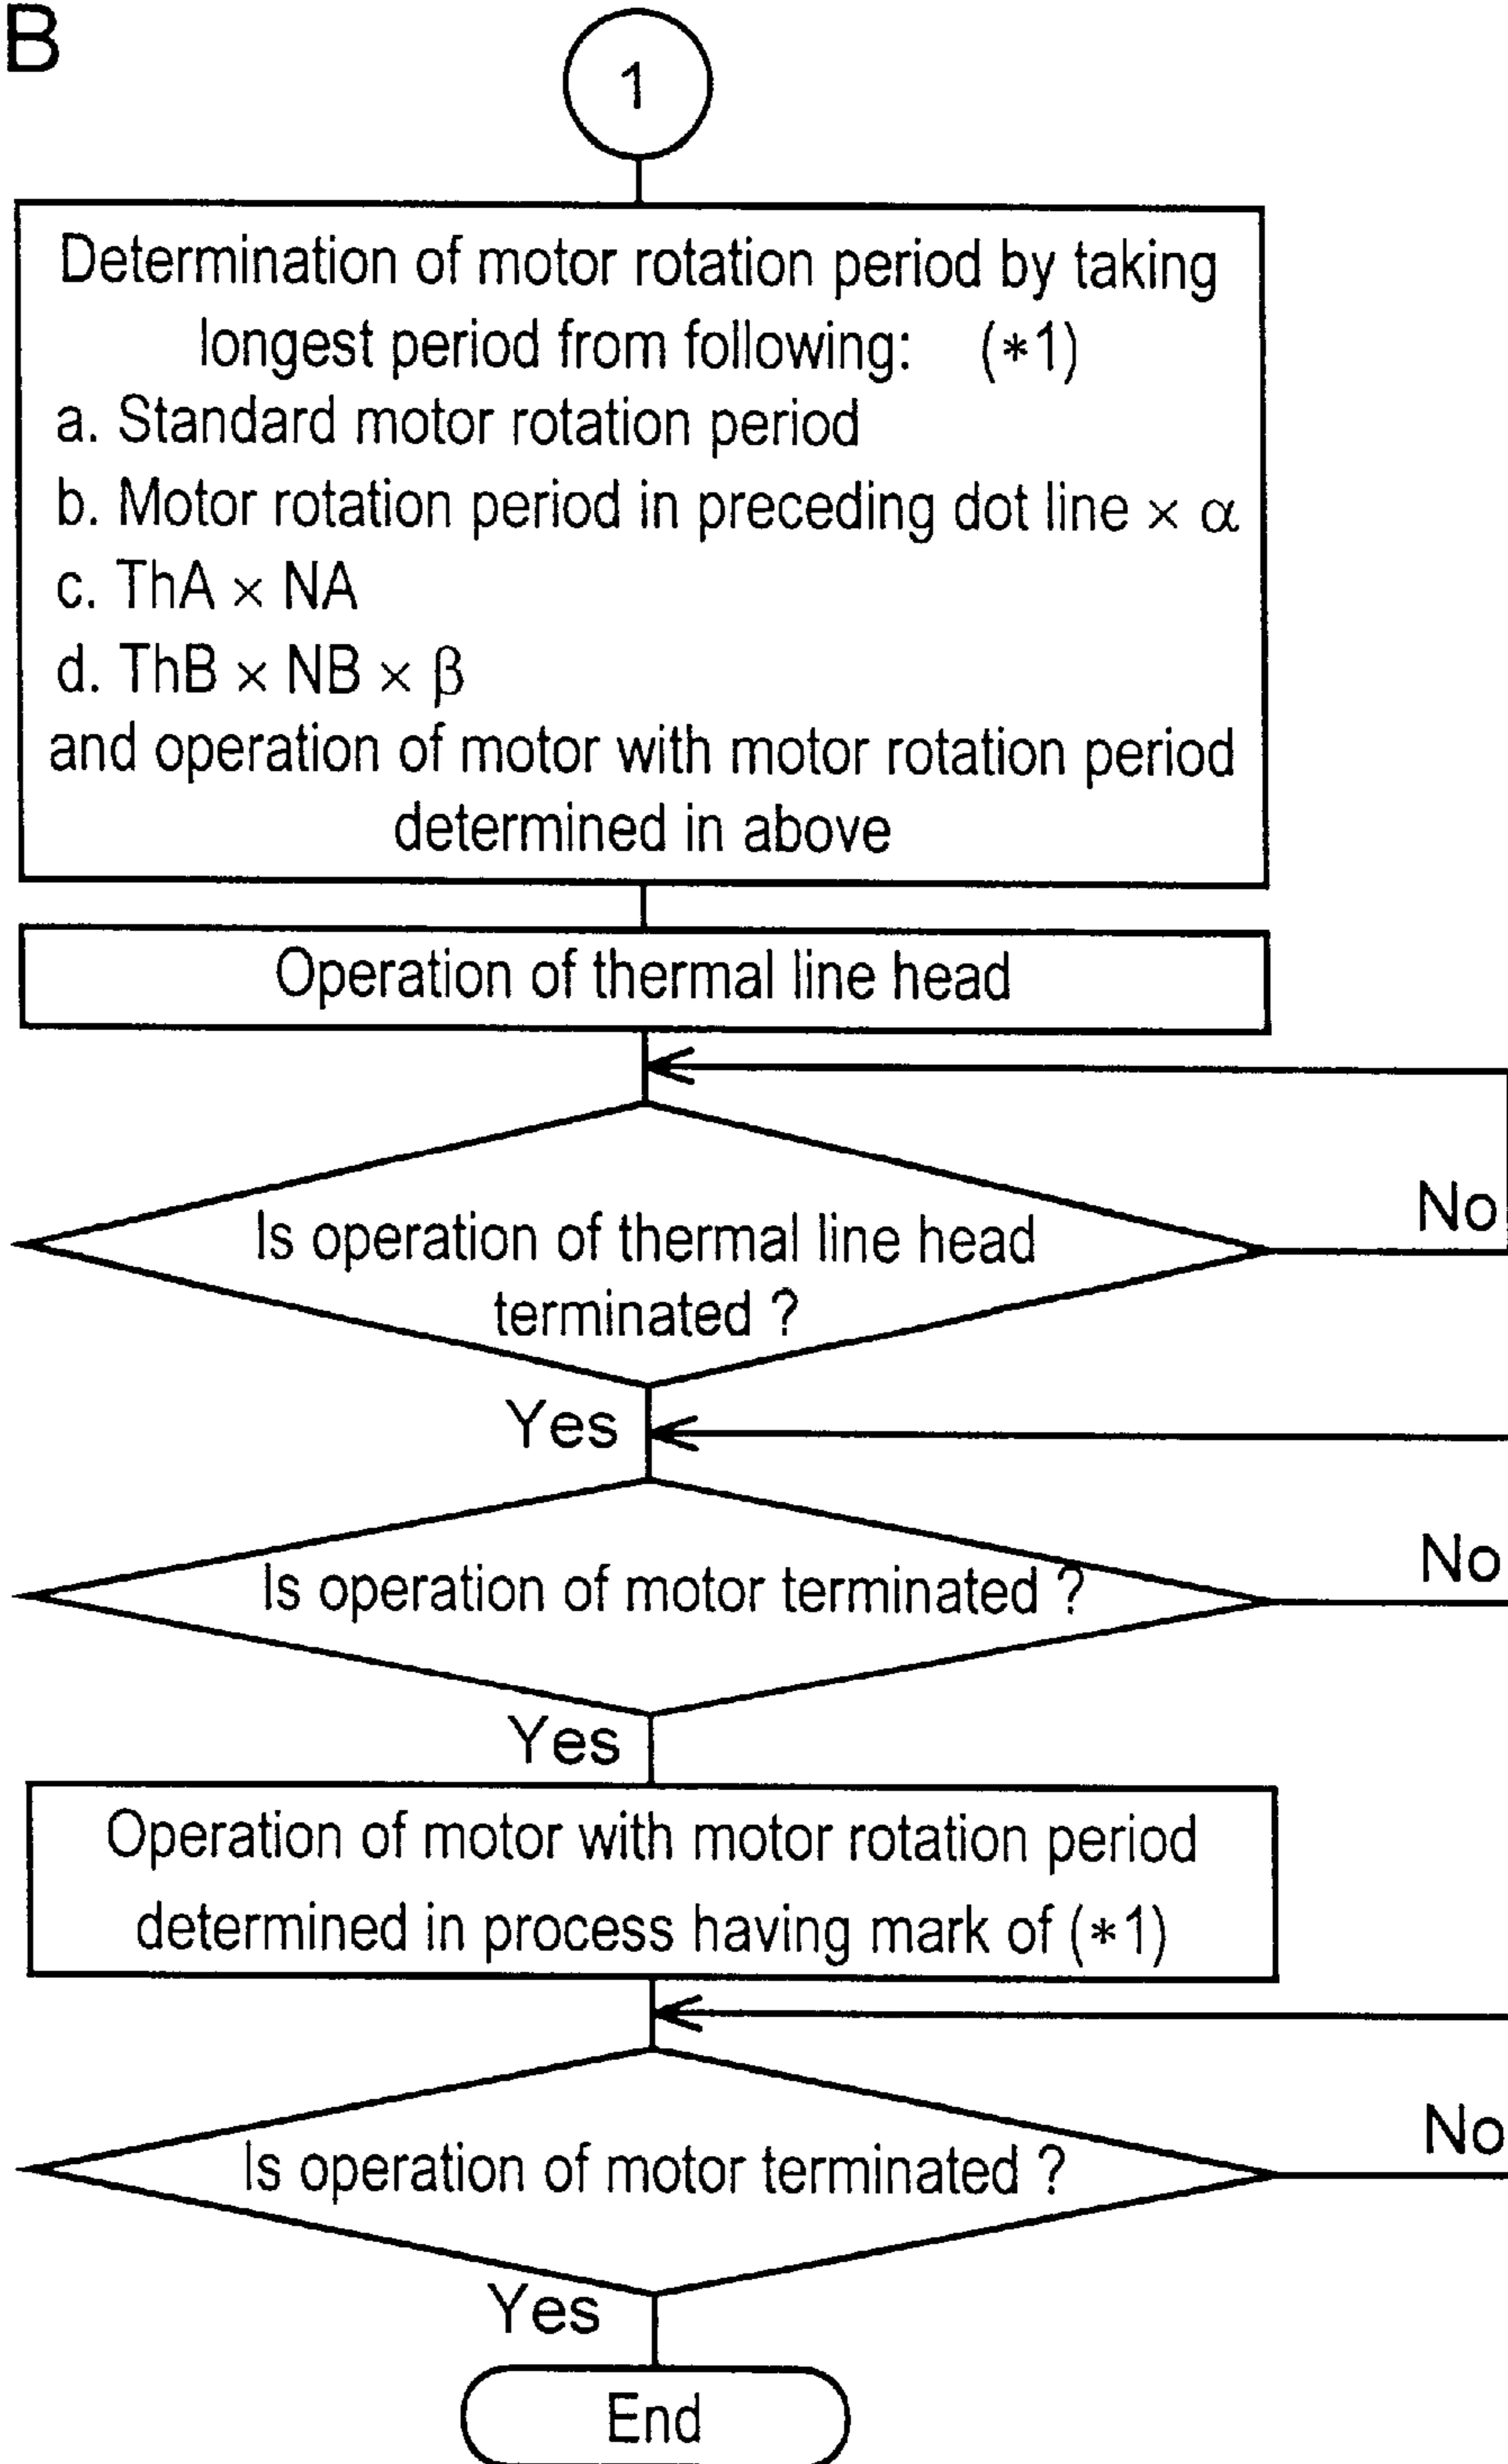 B
1
Determination of motor rotation period by taking
longest period from following: (*1)
a. Standard motor rotation period
b. Motor rotation period in preceding dot line × α
c. ThA × NA
d. ThB × NB × β
and operation of motor with motor rotation period
determined in above
Operation of thermal line head
No
Is operation of thermal line head
terminated ?
Yes
No
Is operation of motor terminated ?
Yes
Operation of motor with motor rotation period
determined in process having mark of (*1)
No
Is operation of motor terminated ?
Yes
End